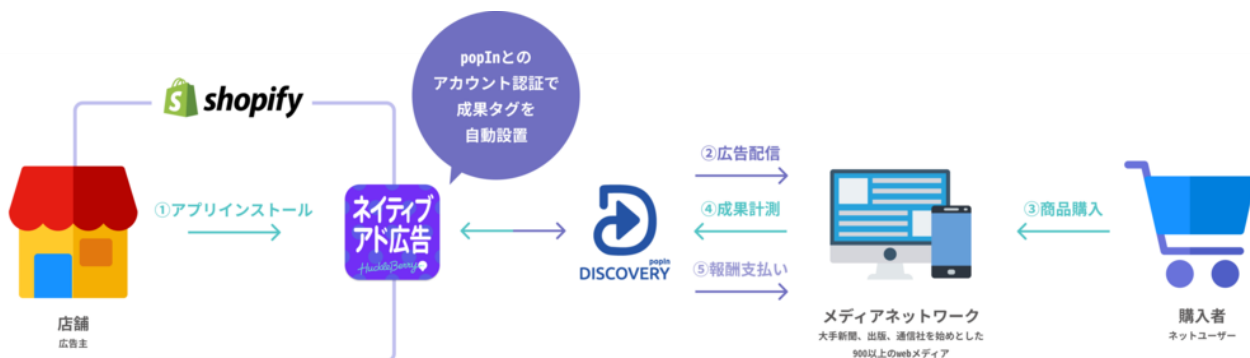 popInとの
アカウント認証で
成果タグを
自動設置
shopify
①アプリインストール
ネイティブ
アド広告
HuckleBerry
popIn
DISCOVERY
②広告配信
④成果計測
⑤報酬支払い
③商品購入
店舗
広告主
メディアネットワーク
大手新聞、出版、通信社を始めとした
900以上のwebメディア
購入者
ネットユーザー